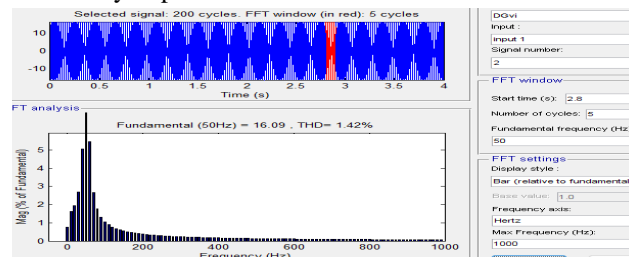 Selected signal: 200 cycles. FFT window (in red): 5 cycles
10
0
-10
0 0.5 1 1.5 2 2.5 3 3.5 4
Time (s)
FT analysis
Fundamental (50Hz) = 16.09 , THD= 1.42%
Mag (% of Fundamental)
5
4
3
2
1
0
0 200 400 600 800 1000
Frequency (Hz)
DGvi
Input :
input 1
Signal number:
2
FFT window
Start time (s): 2.8
Number of cycles: 5
Fundamental frequency (Hz
50
FFT settings
Display style :
Bar (relative to fundamental
Base value: 1.0
Frequency axis:
Hertz
Max Frequency (Hz):
1000